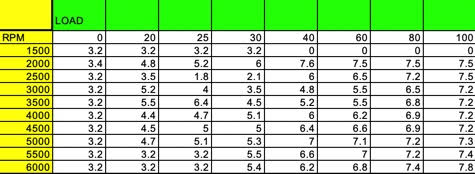 LOAD
RPM 0 20 25 30 40 60 80 100
1500 3.2 3.2 3.2 3.2 0 0 0 0
2000 3.4 4.8 5.2 6 7.6 7.5 7.5 7.5
2500 3.2 3.5 1.8 2.1 6 6.5 7.2 7.5
3000 3.2 5.2 4 3.5 4.8 5.5 6.5 7.2
3500 3.2 5.5 6.4 4.5 5.2 5.5 6.8 7.2
4000 3.2 4.4 4.7 5.1 6 6.2 6.9 7.2
4500 3.2 4.5 5 5 6.4 6.6 6.9 7.2
5000 3.2 4.7 5.1 5.3 7 7.1 7.2 7.3
5500 3.2 3.2 3.2 5.5 6.6 7 7.2 7.4
6000 3.2 3.2 3.2 5.4 6.2 6.8 7.4 7.8